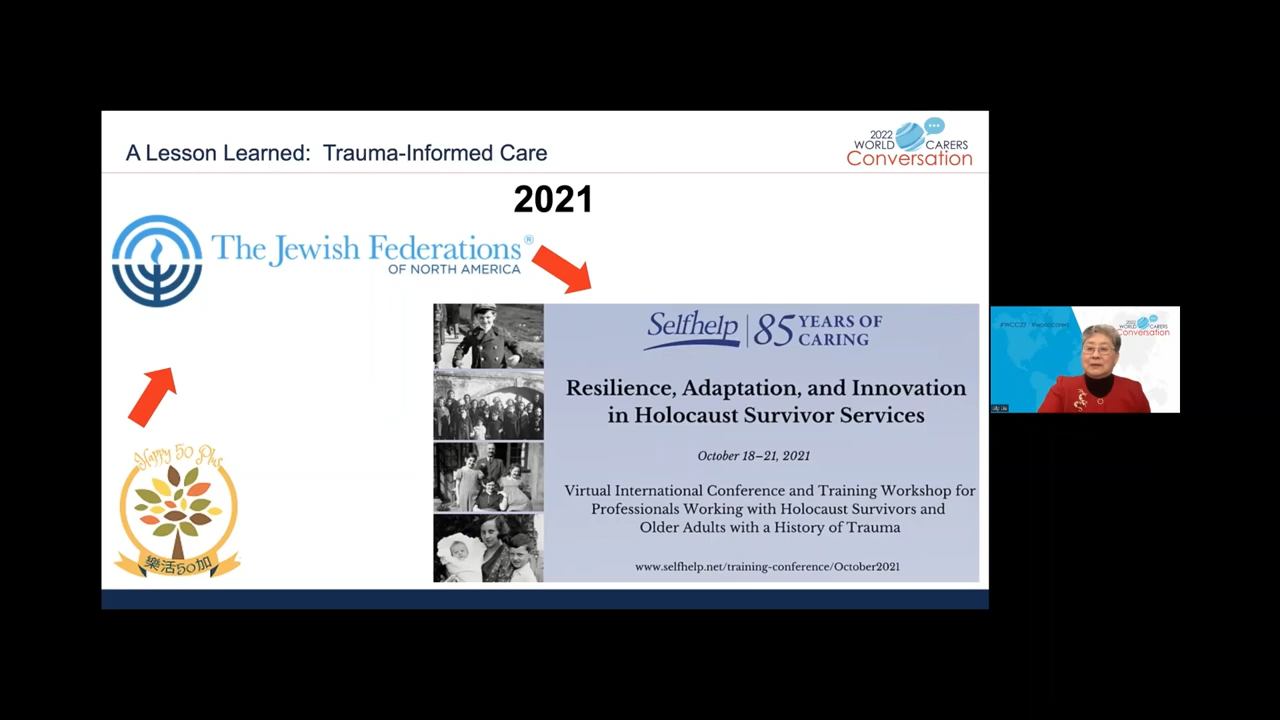 A Lesson Learned: Trauma-Informed Care
2022
WORLD CARERS
Conversation
2021
The Jewish Federations®
OF NORTH AMERICA
Selfhelp | 85 YEARS OF
CARING
Resilience, Adaptation, and Innovation
in Holocaust Survivor Services
October 18–21, 2021
Virtual International Conference and Training Workshop for
Professionals Working with Holocaust Survivors and
Older Adults with a History of Trauma
www.selfhelp.net/training-conference/October2021
Happy 50 Plus
樂活50加
2022
WORLD CARERS
Conversation